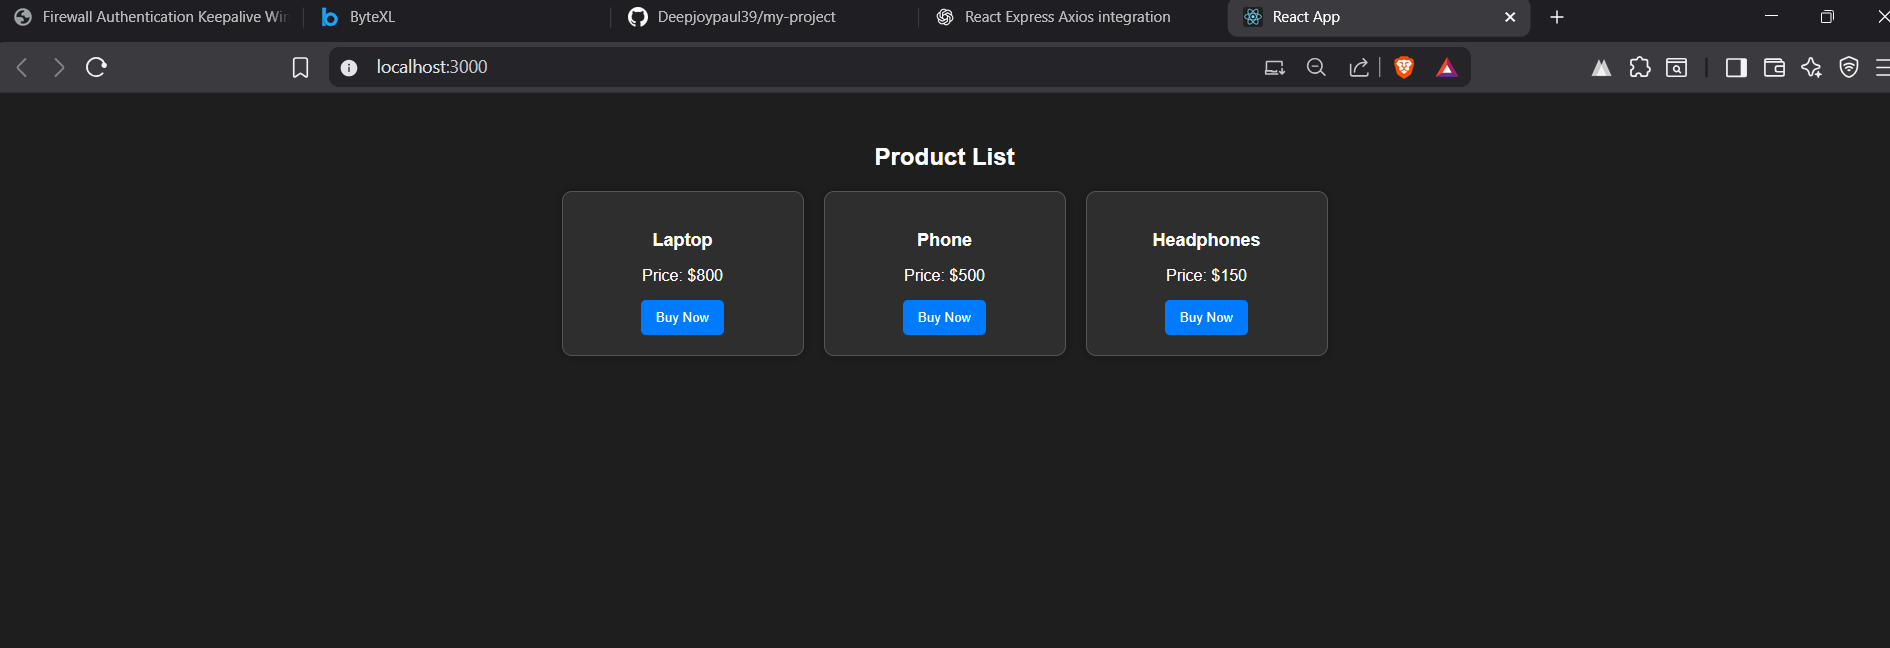 Firewall Authentication Keepalive Win
ByteXL
Deepjoypaul39/my-project
React Express Axios integration
React App
localhost:3000
Product List
Laptop
Price: $800
Buy Now
Phone
Price: $500
Buy Now
Headphones
Price: $150
Buy Now